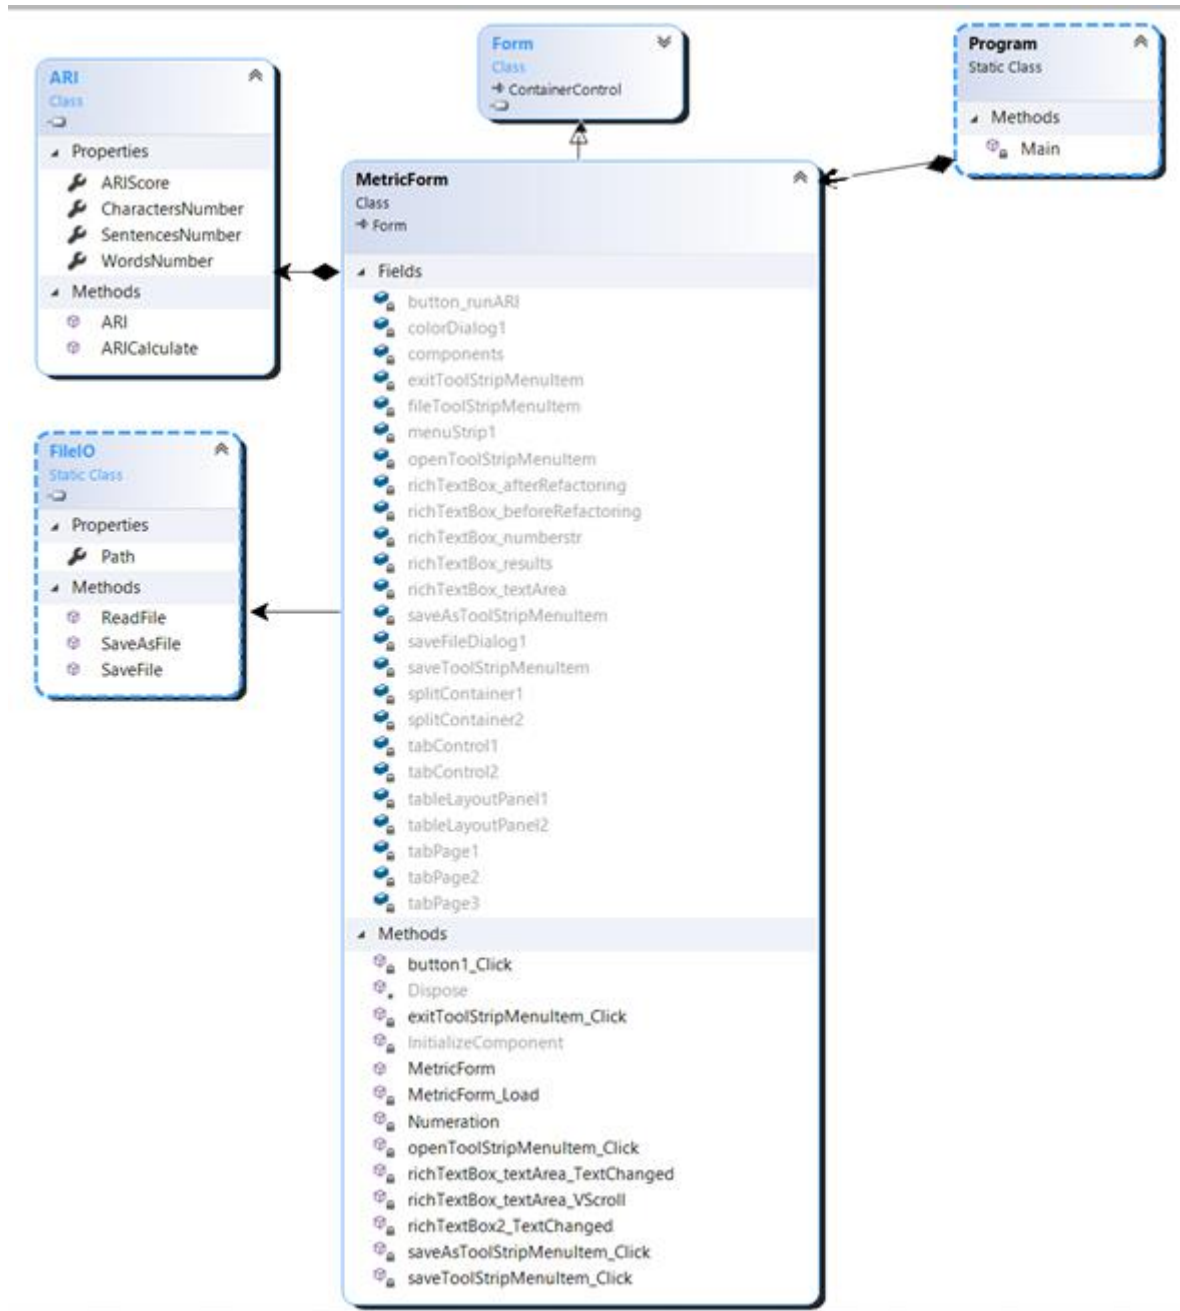 ARI
Class
Properties
ARIScore
CharactersNumber
SentencesNumber
WordsNumber
Methods
ARI
ARICalculate
FileIO
Static Class
Properties
Path
Methods
ReadFile
SaveAsFile
SaveFile
Form
Class
ContainerControl
MetricForm
Class
Form
Fields
button_runARI
colorDialog1
components
exitToolStripMenuItem
fileToolStripMenuItem
menuStrip1
openToolStripMenuItem
richTextBox_afterRefactoring
richTextBox_beforeRefactoring
richTextBox_numberstr
richTextBox_results
richTextBox_textArea
saveAsToolStripMenuItem
saveFileDialog1
saveToolStripMenuItem
splitContainer1
splitContainer2
tabControl1
tabControl2
tableLayoutPanel1
tableLayoutPanel2
tabPage1
tabPage2
tabPage3
Methods
button1_Click
Dispose
exitToolStripMenuItem_Click
InitializeComponent
MetricForm
MetricForm_Load
Numeration
openToolStripMenuItem_Click
richTextBox_textArea_TextChanged
richTextBox_textArea_VScroll
richTextBox2_TextChanged
saveAsToolStripMenuItem_Click
saveToolStripMenuItem_Click
Program
Static Class
Methods
Main